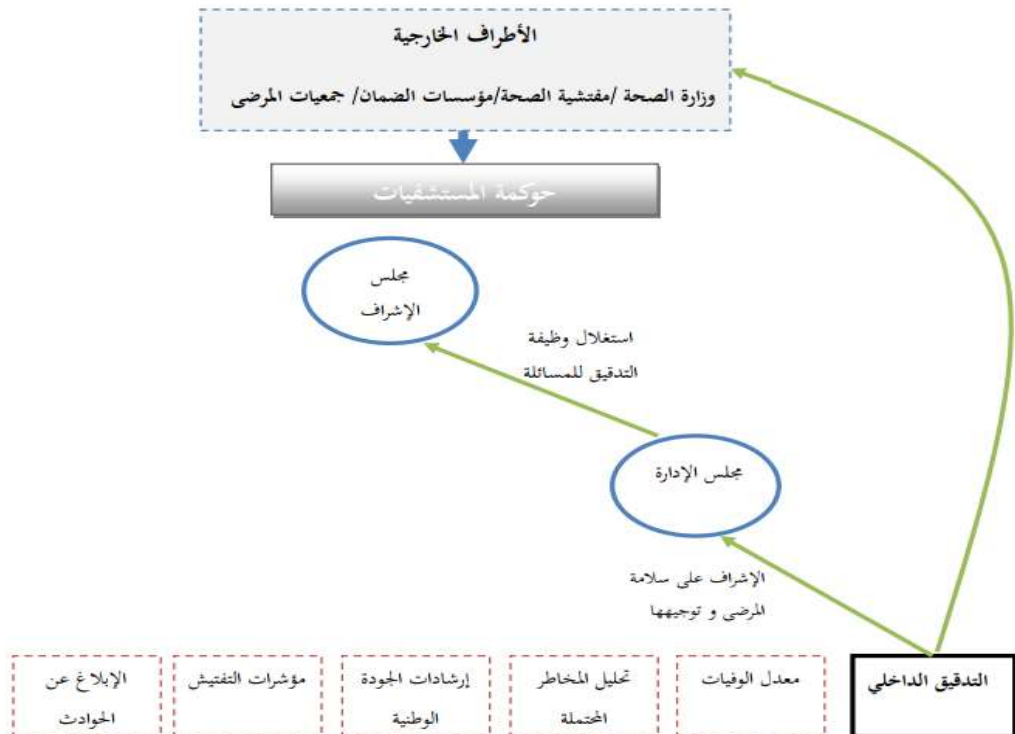 الأطراف الخارجية
وزارة الصحة /مفتشية الصحة/مؤسسات الضمان/ جمعيات المرضى
حوكمة المستشفيات
مجلس
الإشراف
استغلال وظيفة
التدقيق للمسائلة
مجلس الإدارة
الإشراف على سلامة
المرضى و توجيهها
التدقيق الداخلي
معدل الوفيات
تحليل المخاطر
المحتملة
إرشادات الجودة
الوطنية
مؤشرات التفتيش
الإبلاغ عن
الحوادث